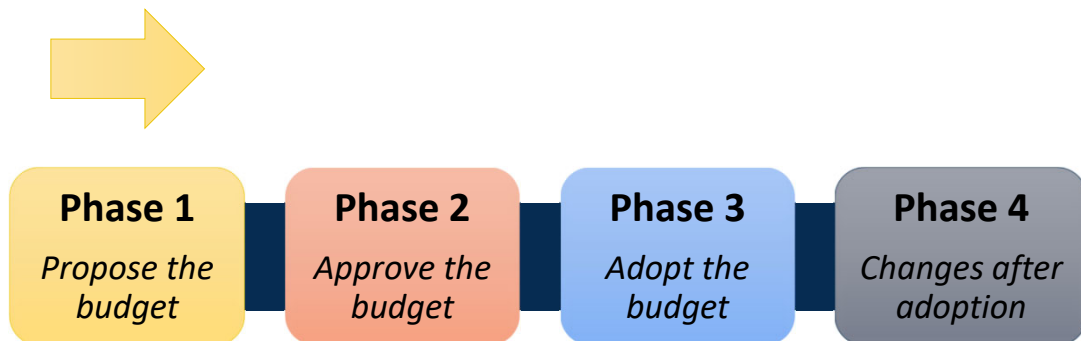 Phase 1
Propose the
budget
Phase 2
Approve the
budget
Phase 3
Adopt the
budget
Phase 4
Changes after
adoption